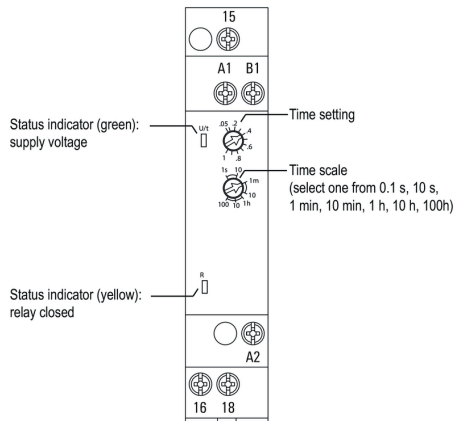 15
A1 B1
Status indicator (green):
supply voltage
U/t
.05 .2 .4 .6 .8 1
Time setting
1s 10 1m 10 1h 10 100
Time scale
(select one from 0.1 s, 10 s,
1 min, 10 min, 1 h, 10 h, 100h)
R
Status indicator (yellow):
relay closed
A2
16 18